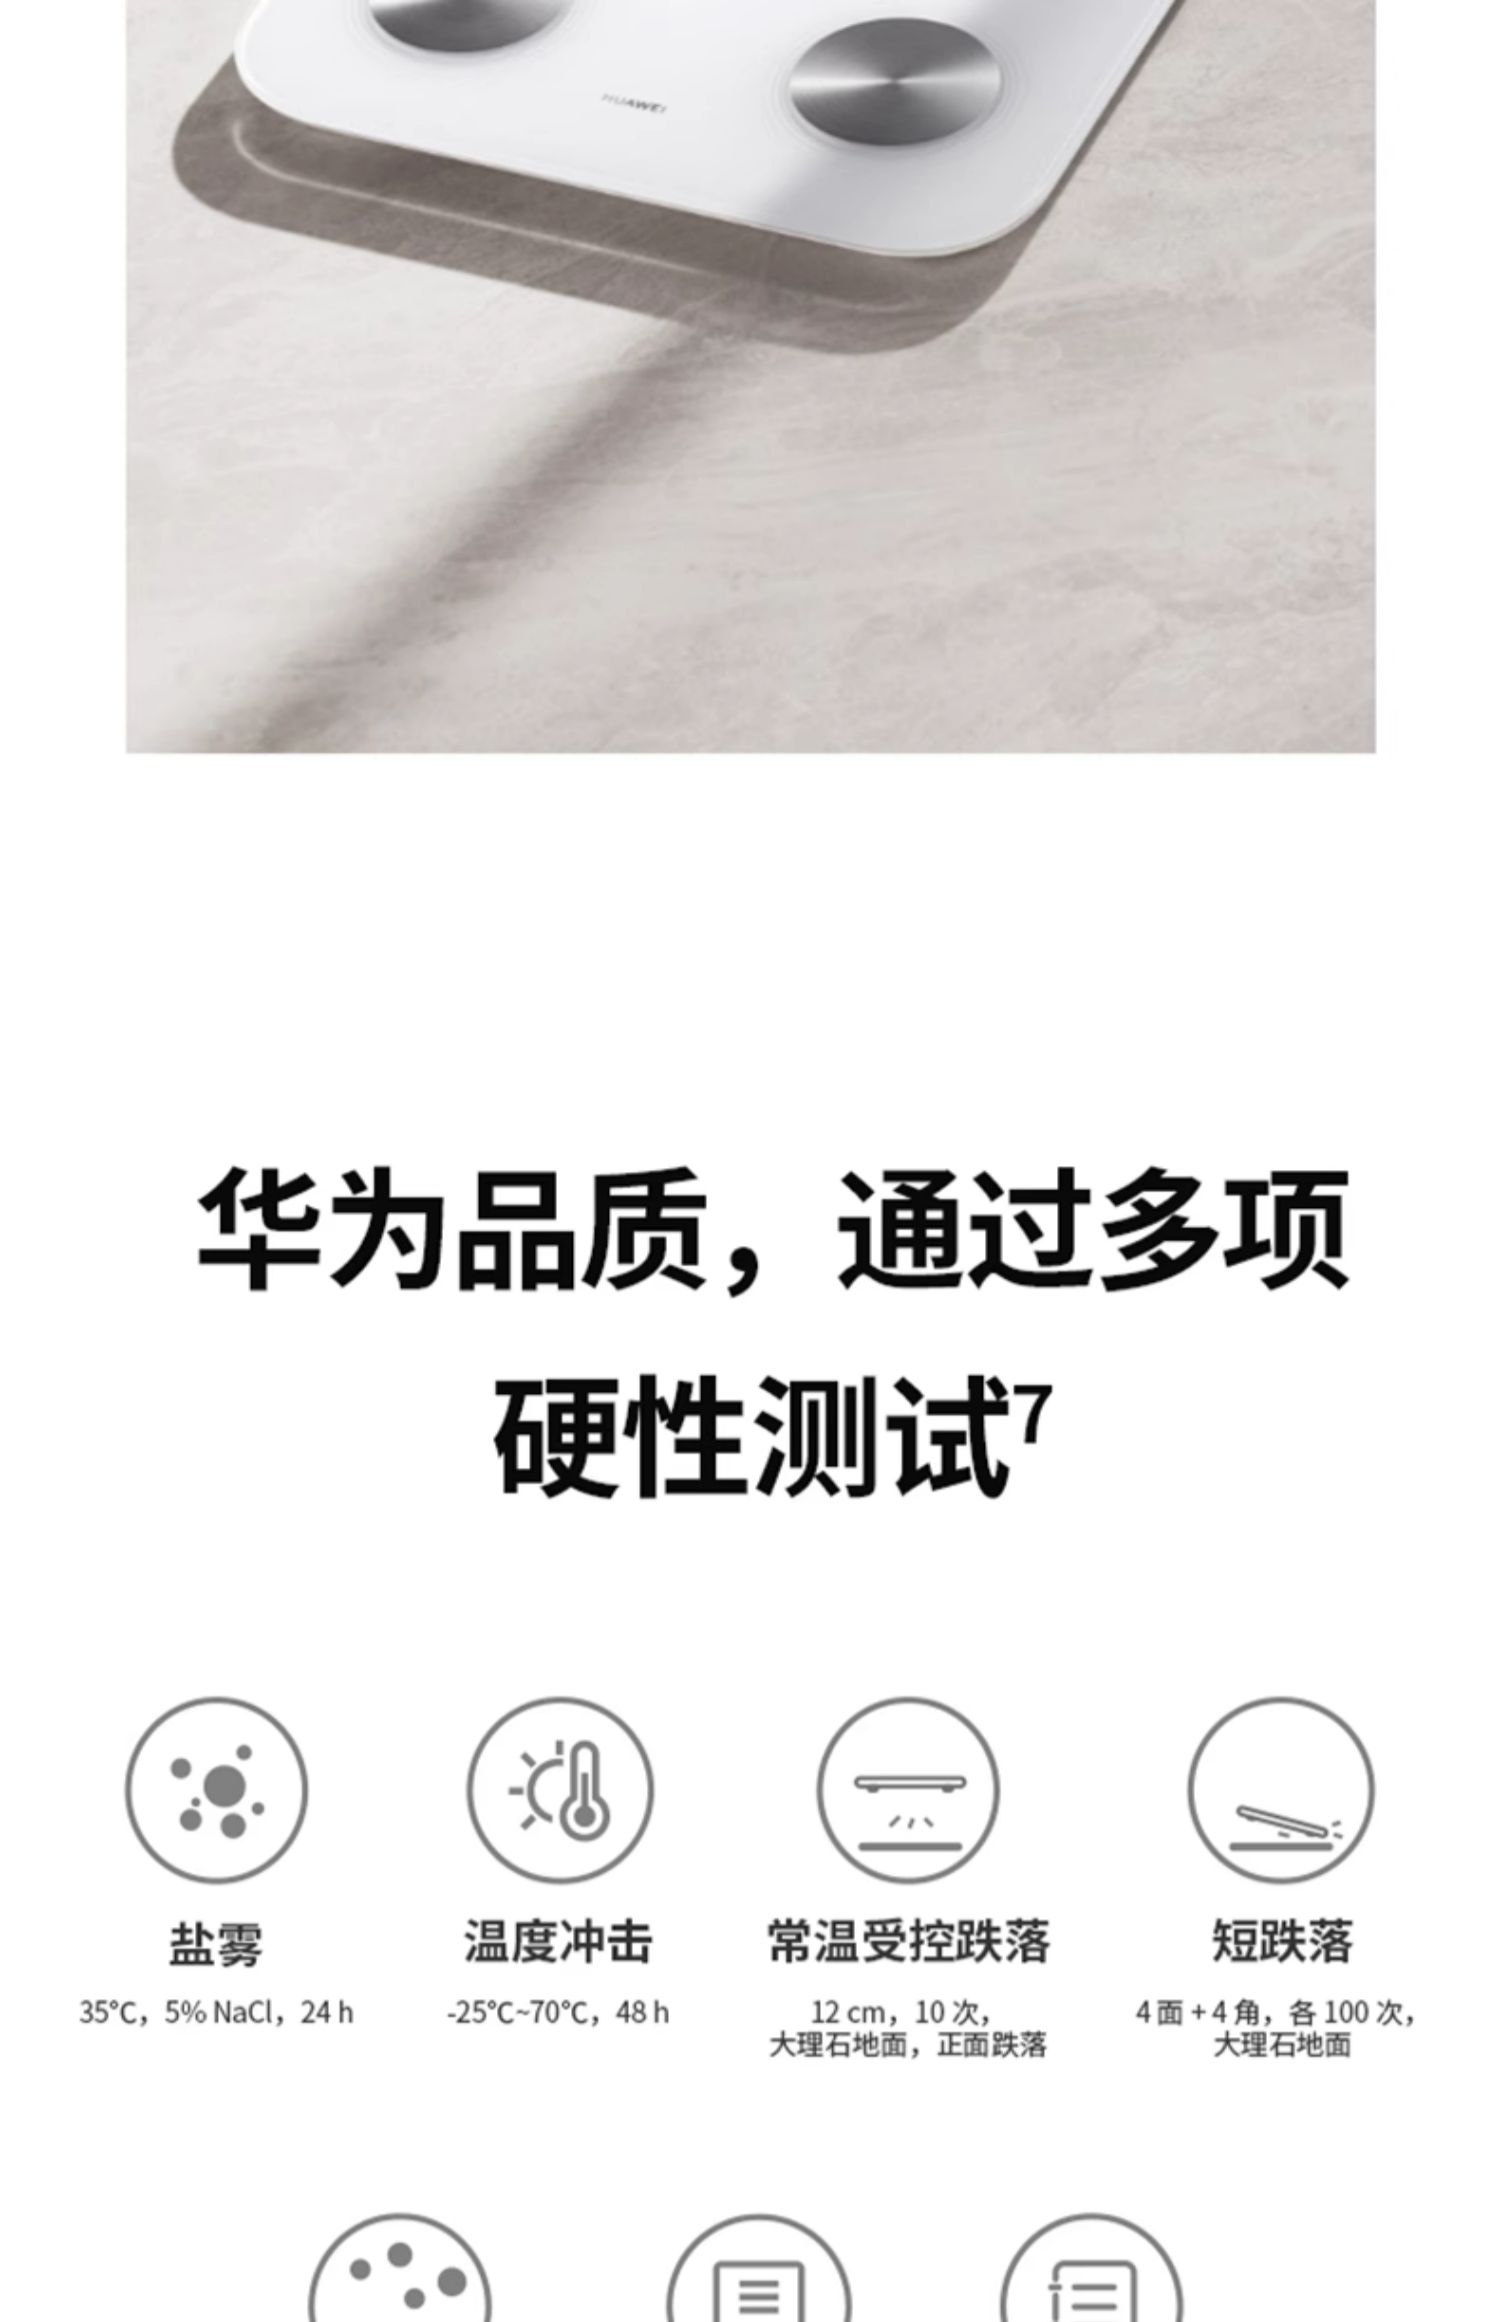 HUAWEI
华为品质，通过多项
硬性测试7
盐雾
35°C，5% NaCl，24 h
温度冲击
-25°C~70°C，48 h
常温受控跌落
12 cm，10 次，
大理石地面，正面跌落
短跌落
4 面 + 4 角，各 100 次，
大理石地面